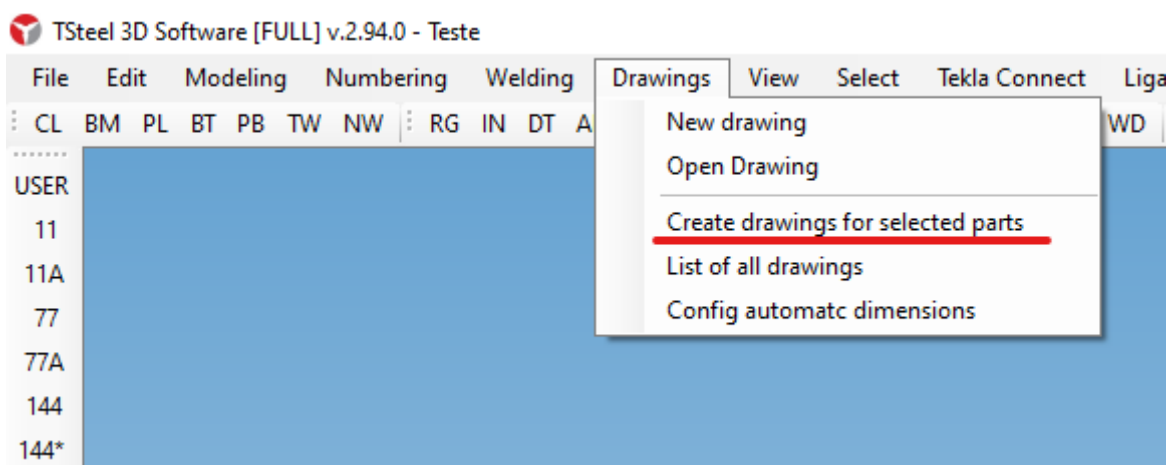 TSteel 3D Software [FULL] v.2.94.0 - Teste
File Edit Modeling Numbering Welding Drawings View Select Tekla Connect Liga
CL BM PL BT PB TW NW RG IN DT A WD
New drawing
Open Drawing
Create drawings for selected parts
List of all drawings
Config automatc dimensions
USER
11
11A
77
77A
144
144*